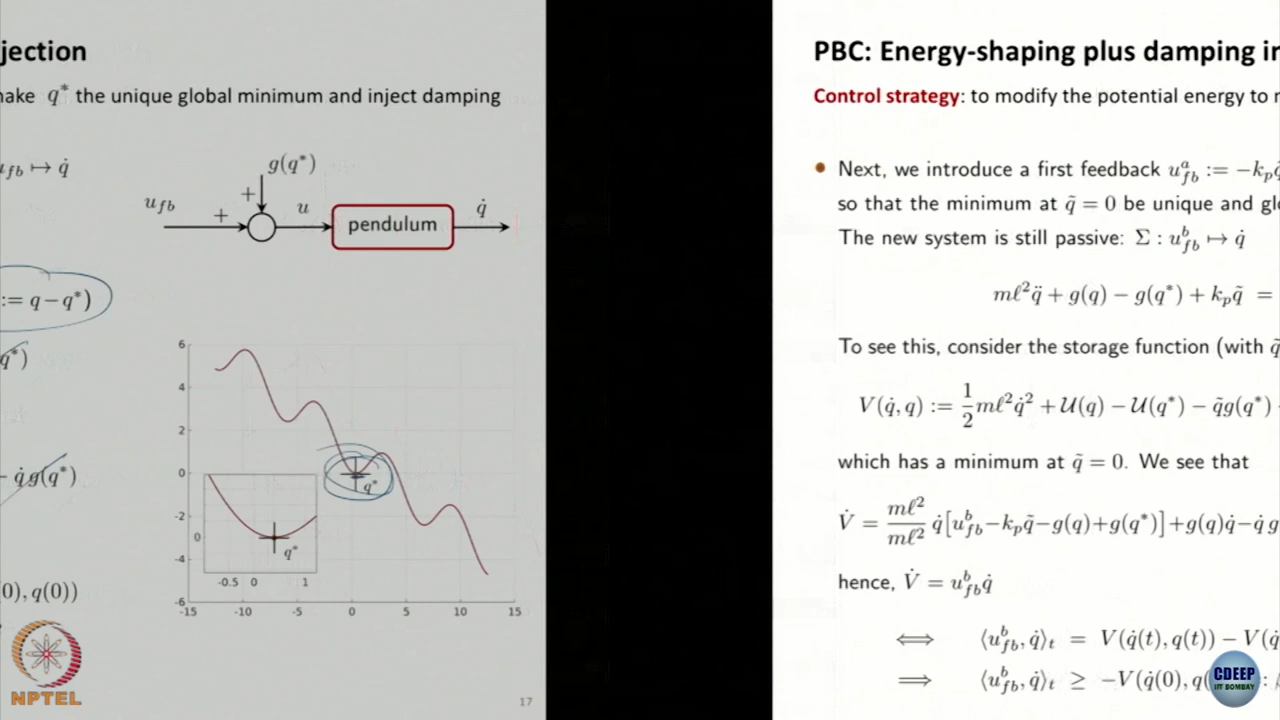 jection
ake q* the unique global minimum and inject damping
u_fb ↦ q̇
g(q*)
+
u_fb
+
u
pendulum
q̇
:= q − q*)
q*)
− q̇g(q*)
0), q(0))
6
4
2
0
-2
-4
-6
-15
-10
-5
0
5
10
15
q*
0
-0.5
0
1
q*
NPTEL
17
PBC: Energy-shaping plus damping in
Control strategy: to modify the potential energy to
Next, we introduce a first feedback u^a_fb := −k_p q̃
so that the minimum at q̃ = 0 be unique and glo
The new system is still passive: Σ : u^b_fb ↦ q̇
mℓ²q̈ + g(q) − g(q*) + k_p q̃ =
To see this, consider the storage function (with q̃
V(q̇, q) := 1/2 mℓ²q̇² + U(q) − U(q*) − q̃g(q*)
which has a minimum at q̃ = 0. We see that
V̇ = mℓ²/mℓ² q̇[u^b_fb − k_p q̃ − g(q) + g(q*)] + g(q)q̇ − q̇ g
hence, V̇ = u^b_fb q̇
⟺ ⟨u^b_fb, q̇⟩_t = V(q̇(t), q(t)) − V(q̇
⟹ ⟨u^b_fb, q̇⟩_t ≥ −V(q̇(0), q(
CDEEP
IIT BOMBAY